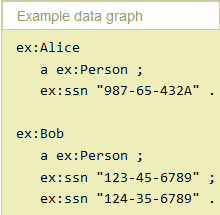 Example data graph
ex:Alice
a ex:Person ;
ex:ssn "987-65-432A" .
ex:Bob
a ex:Person ;
ex:ssn "123-45-6789" ;
ex:ssn "124-35-6789" .